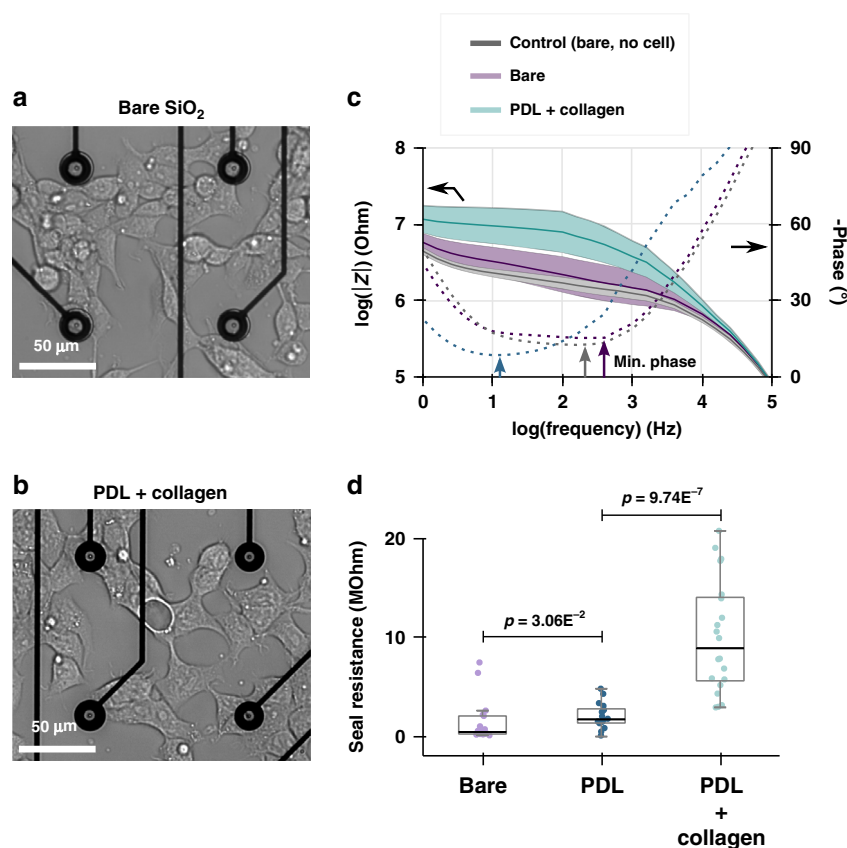 Control (bare, no cell)
Bare
PDL + collagen
a
Bare SiO₂
50 μm
b
PDL + collagen
50 μm
c
8
7
6
5
log(|Z|) (Ohm)
90
60
30
0
-Phase (°)
Min. phase
0 1 2 3 4 5
log(frequency) (Hz)
d
p = 9.74E⁻⁷
p = 3.06E⁻²
20
10
0
Seal resistance (MOhm)
Bare PDL PDL
+
collagen